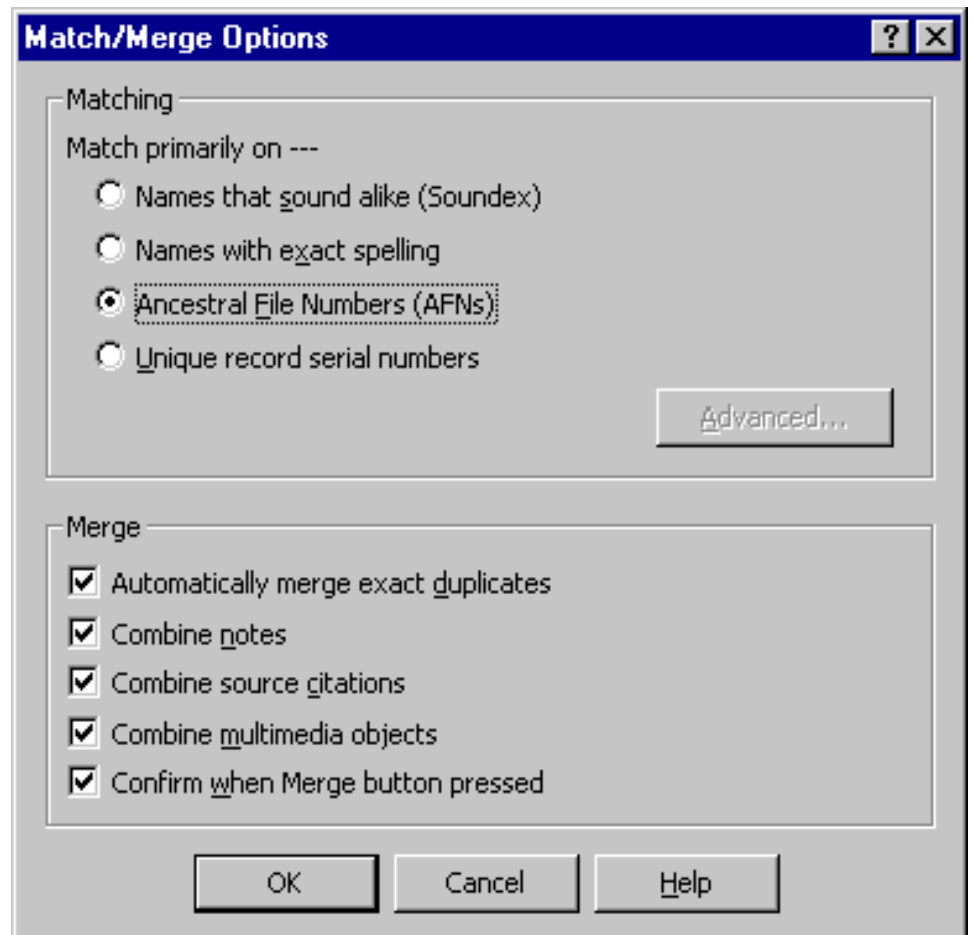 Match/Merge Options
Matching
Match primarily on ---
Names that sound alike (Soundex)
Names with exact spelling
Ancestral File Numbers (AFNs)
Unique record serial numbers
Advanced...
Merge
Automatically merge exact duplicates
Combine notes
Combine source citations
Combine multimedia objects
Confirm when Merge button pressed
OK Cancel Help